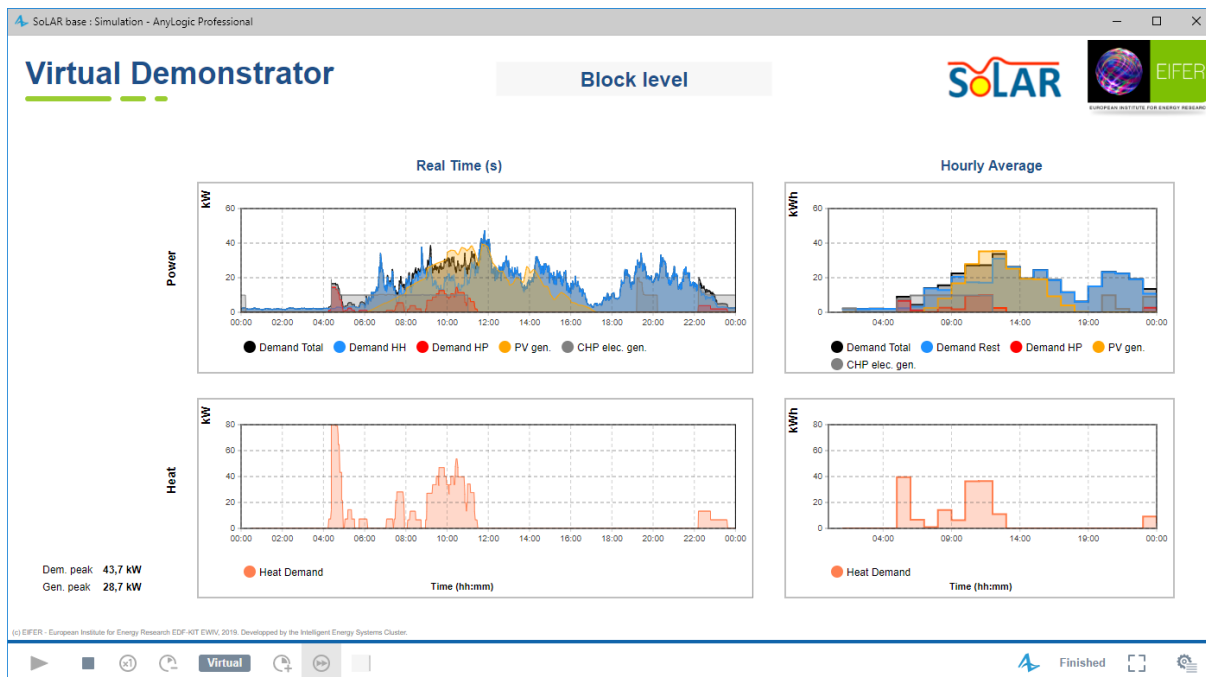 SoLAR base : Simulation - AnyLogic Professional
Virtual Demonstrator
Block level
SoLAR
EIFER
EUROPEAN INSTITUTE FOR ENERGY RESEARCH
Real Time (s)
Hourly Average
Power
kW
60
40
20
0
00:00 02:00 04:00 06:00 08:00 10:00 12:00 14:00 16:00 18:00 20:00 22:00 00:00
Demand Total Demand HH Demand HP PV gen. CHP elec. gen.
kWh
60
40
20
0
04:00 09:00 14:00 19:00 00:00
Demand Total Demand Rest Demand HP PV gen.
CHP elec. gen.
Heat
kW
80
60
40
20
0
00:00 02:00 04:00 06:00 08:00 10:00 12:00 14:00 16:00 18:00 20:00 22:00 00:00
Heat Demand
Time (hh:mm)
kWh
80
60
40
20
0
04:00 09:00 14:00 19:00 00:00
Heat Demand
Time (hh:mm)
Dem. peak 43,7 kW
Gen. peak 28,7 kW
(c) EIFER - European Institute for Energy Research EDF-KIT EWIV, 2019. Developped by the Intelligent Energy Systems Cluster.
x1
Virtual
Finished